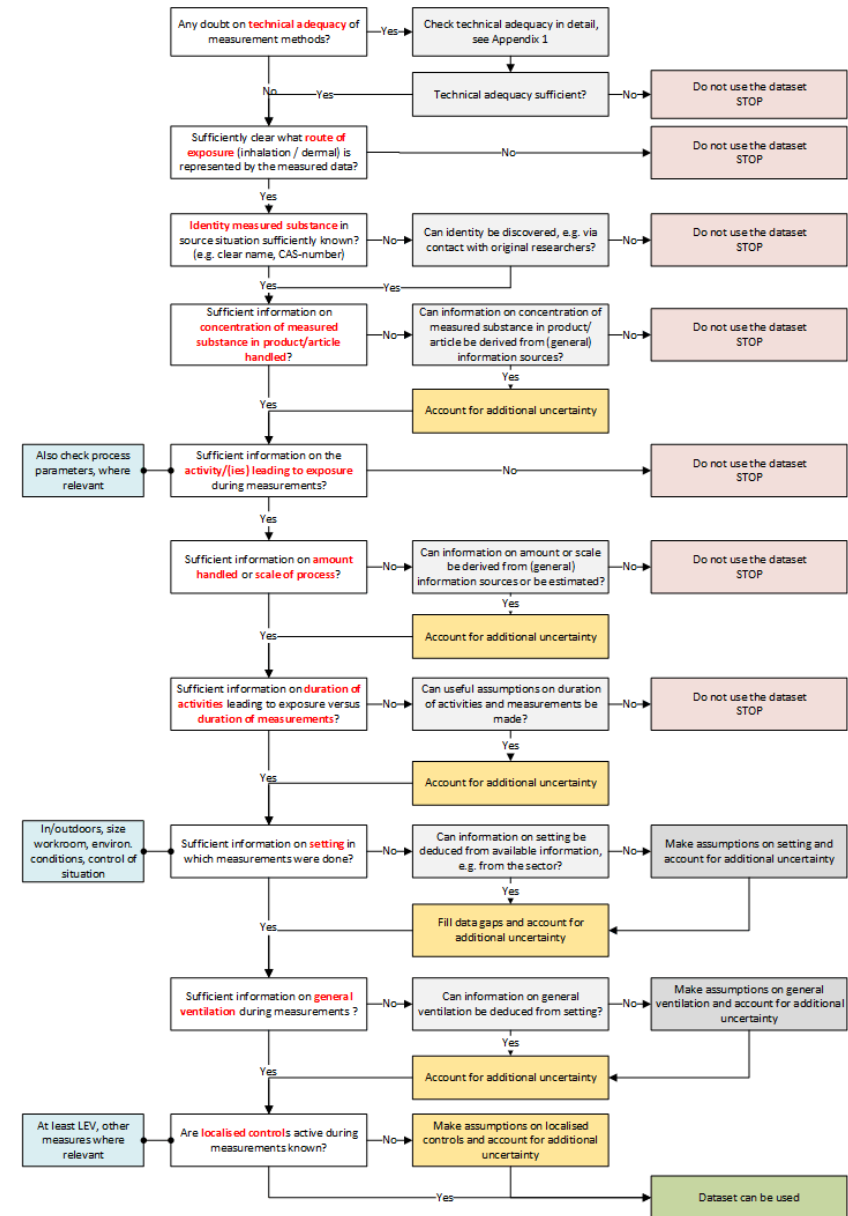 Any doubt on technical adequacy of
measurement methods?
Yes
Check technical adequacy in detail,
see Appendix 1
No
Yes
Technical adequacy sufficient?
No
Do not use the dataset
STOP
Sufficiently clear what route of
exposure (inhalation / dermal) is
represented by the measured data?
No
Do not use the dataset
STOP
Yes
Identity measured substance in
source situation sufficiently known?
(e.g. clear name, CAS-number)
No
Can identity be discovered, e.g. via
contact with original researchers?
No
Do not use the dataset
STOP
Yes
Yes
Sufficient information on
concentration of measured
substance in product/article
handled?
No
Can information on concentration of
measured substance in product/
article be derived from (general)
information sources?
No
Do not use the dataset
STOP
Yes
Yes
Account for additional uncertainty
Also check process
parameters, where
relevant
Sufficient information on the
activity/(ies) leading to exposure
during measurements?
No
Do not use the dataset
STOP
Yes
Sufficient information on amount
handled or scale of process?
No
Can information on amount or scale
be derived from (general)
information sources or be estimated?
No
Do not use the dataset
STOP
Yes
Yes
Account for additional uncertainty
Sufficient information on duration of
activities leading to exposure versus
duration of measurements?
No
Can useful assumptions on duration
of activities and measurements be
made?
No
Do not use the dataset
STOP
Yes
Yes
Account for additional uncertainty
In/outdoors, size
workroom, environ.
conditions, control of
situation
Sufficient information on setting in
which measurements were done?
No
Can information on setting be
deduced from available information,
e.g. from the sector?
No
Make assumptions on setting and
account for additional uncertainty
Yes
Yes
Fill data gaps and account for
additional uncertainty
Sufficient information on general
ventilation during measurements ?
No
Can information on general
ventilation be deduced from setting?
No
Make assumptions on general
ventilation and account for additional
uncertainty
Yes
Yes
Account for additional uncertainty
At least LEV, other
measures where
relevant
Are localised controls active during
measurements known?
No
Make assumptions on localised
controls and account for additional
uncertainty
Yes
Dataset can be used